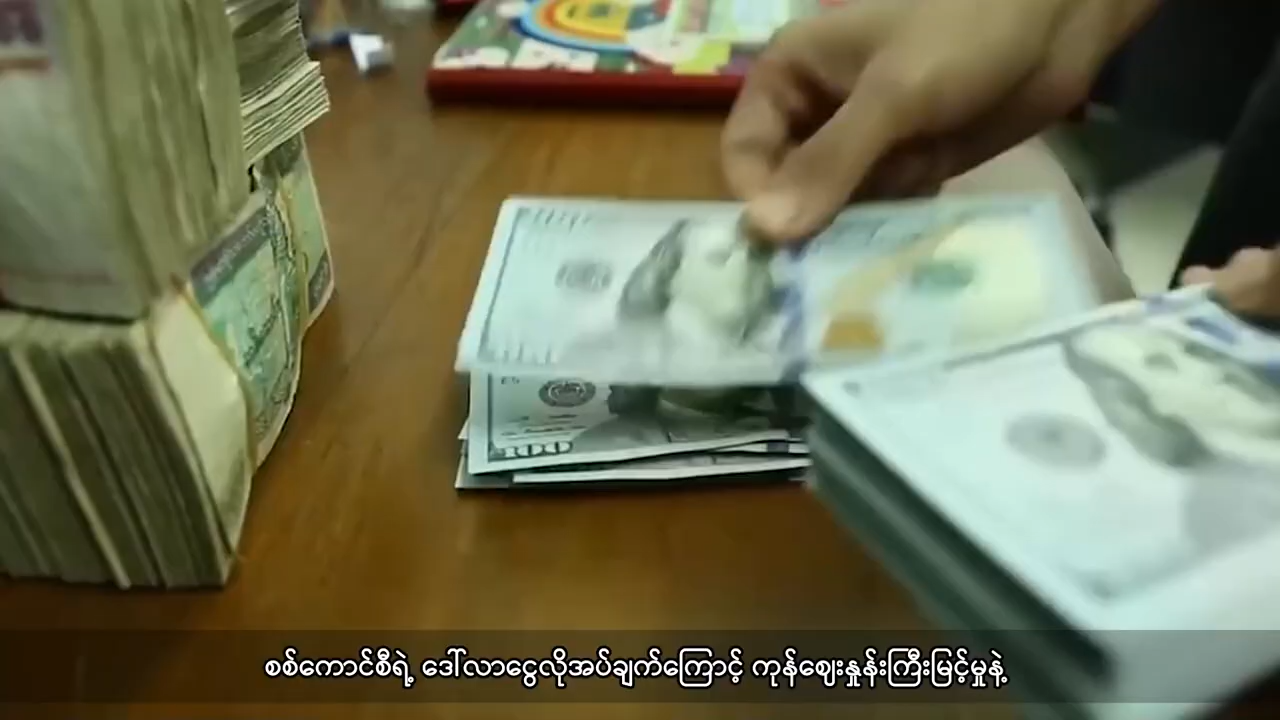 100
စစ်ကောင်စီရဲ့ ဒေါ်လာငွေလိုအပ်ချက်ကြောင့် ကုန်ဈေးနှုန်းကြီးမြင့်မှုနဲ့